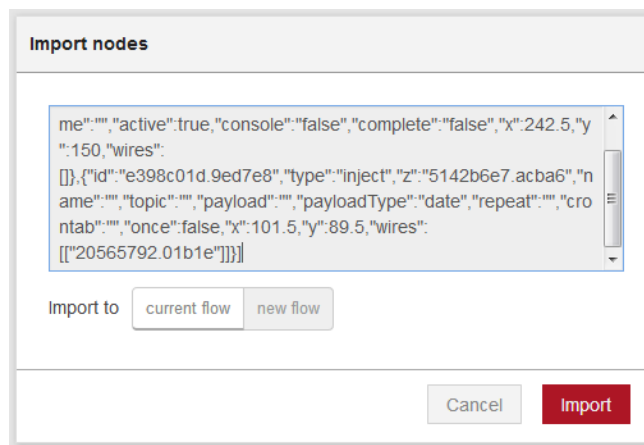 Import nodes
me":"","active":true,"console":"false","complete":"false","x":242.5,"y
":150,"wires":
[]},{"id":"e398c01d.9ed7e8","type":"inject","z":"5142b6e7.acba6","n
ame":"","topic":"","payload":"","payloadType":"date","repeat":"","cro
ntab":"","once":false,"x":101.5,"y":89.5,"wires":
[["20565792.01b1e"]]}]
Import to current flow new flow
Cancel Import